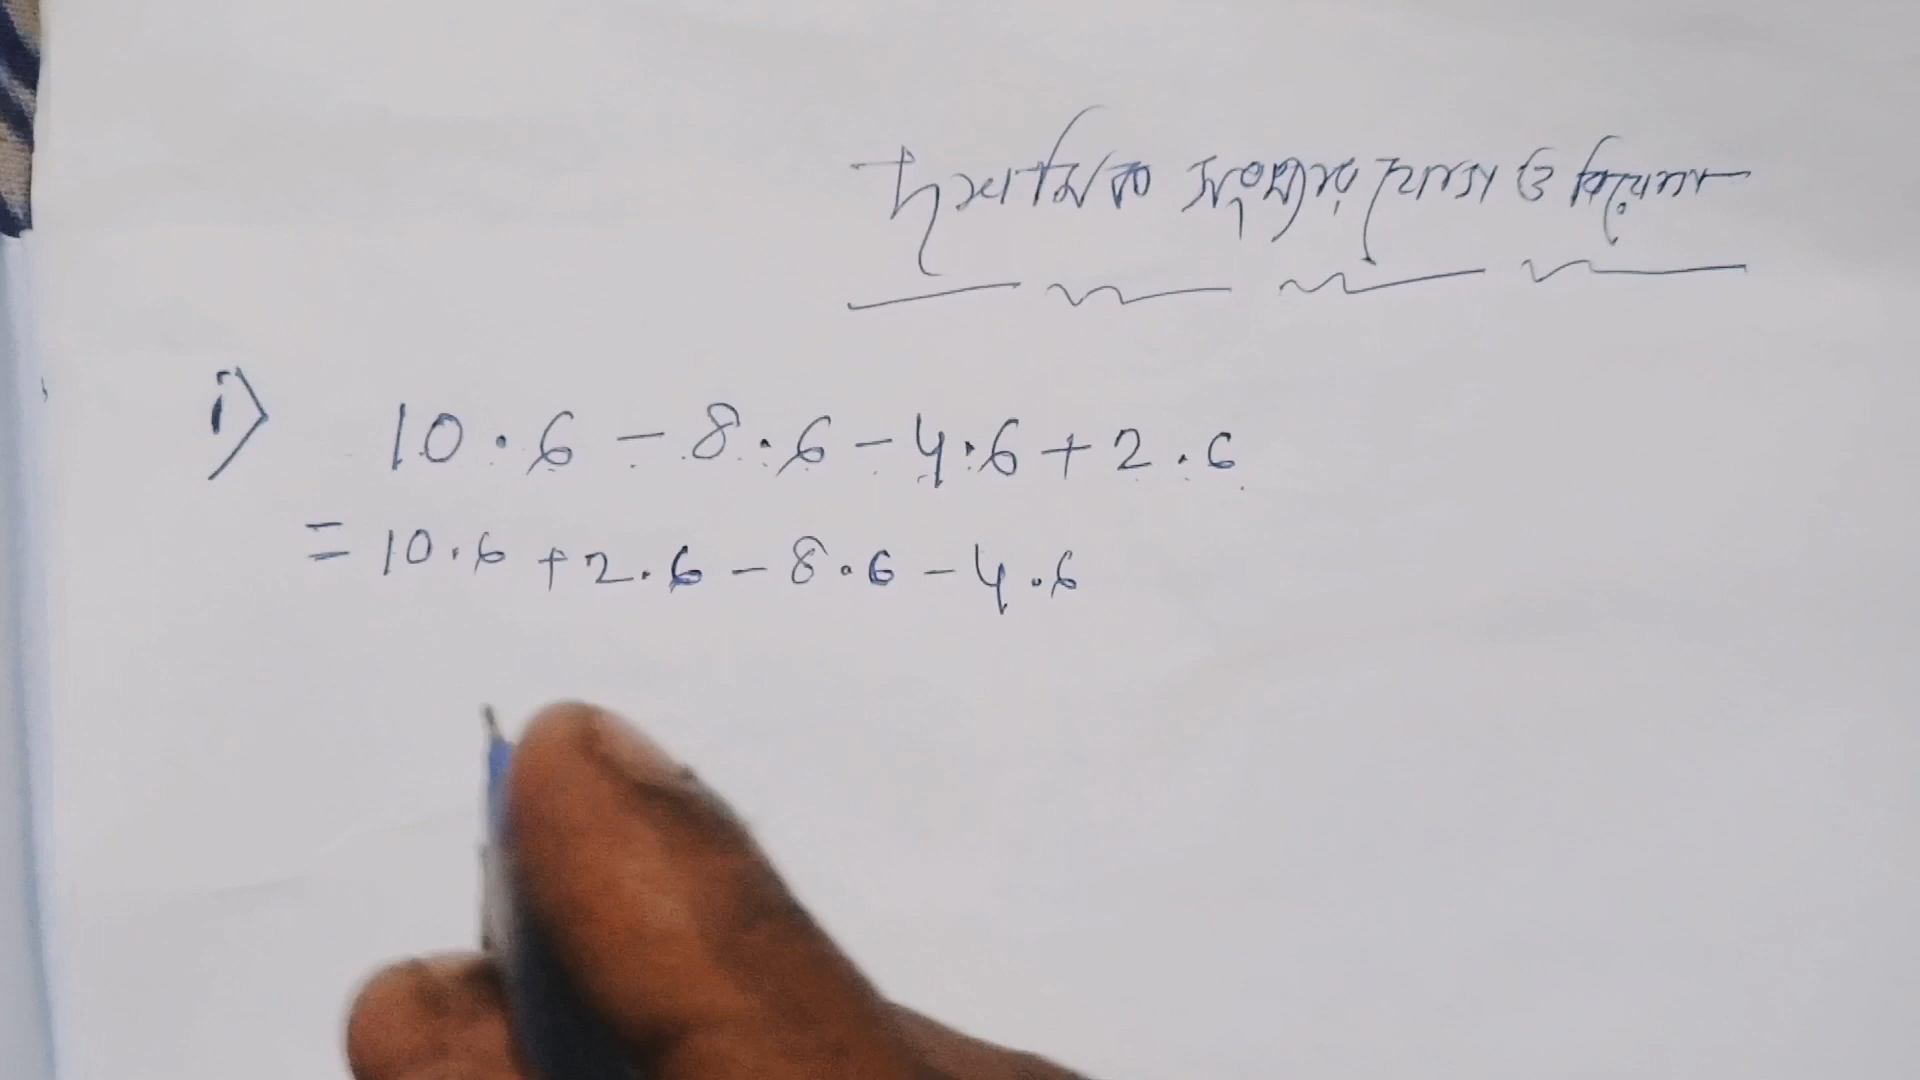 দশমিক সংখ্যার যোগ ও বিয়োগ
i) 10.6 - 8.6 - 4.6 + 2.6
= 10.6 + 2.6 - 8.6 - 4.6